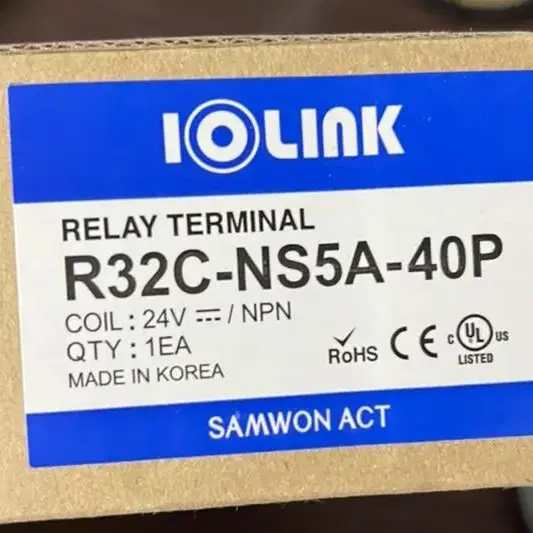 IOLINK
RELAY TERMINAL
R32C-NS5A-40P
COIL : 24V ⎓ / NPN
QTY : 1EA
MADE IN KOREA
RoHS CE c UL US
LISTED
SAMWON ACT